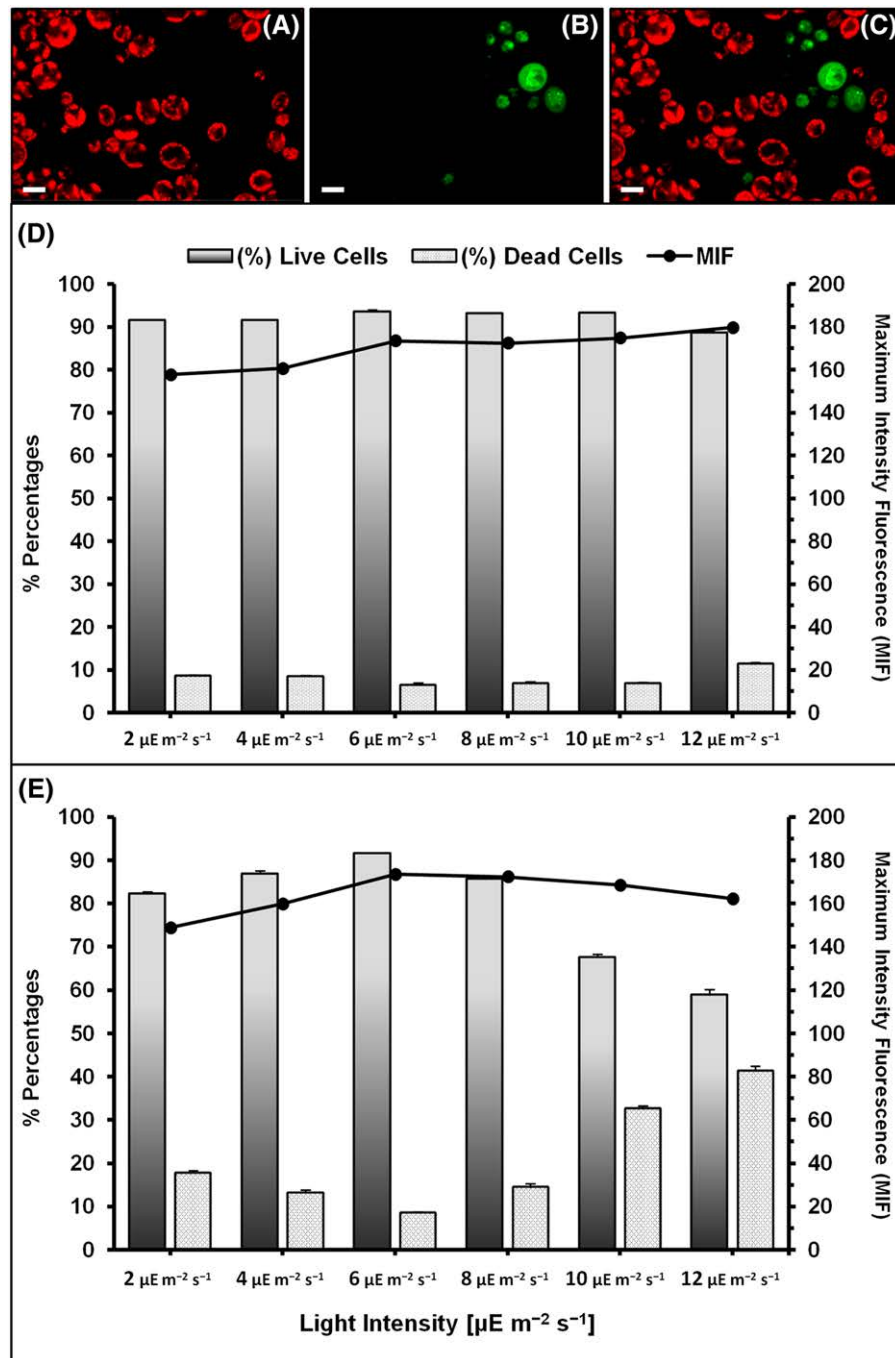 (A) (B) (C)
(D)
(%) Live Cells (%) Dead Cells MIF
100 200
90 180
80 160
70 140
60 120
50 100
40 80
30 60
20 40
10 20
0 0
% Percentages
Maximum Intensity Fluorescence (MIF)
2 µE m⁻² s⁻¹ 4 µE m⁻² s⁻¹ 6 µE m⁻² s⁻¹ 8 µE m⁻² s⁻¹ 10 µE m⁻² s⁻¹ 12 µE m⁻² s⁻¹
(E)
100 200
90 180
80 160
70 140
60 120
50 100
40 80
30 60
20 40
10 20
0 0
% Percentages
Maximum Intensity Fluorescence (MIF)
2 µE m⁻² s⁻¹ 4 µE m⁻² s⁻¹ 6 µE m⁻² s⁻¹ 8 µE m⁻² s⁻¹ 10 µE m⁻² s⁻¹ 12 µE m⁻² s⁻¹
Light Intensity [µE m⁻² s⁻¹]